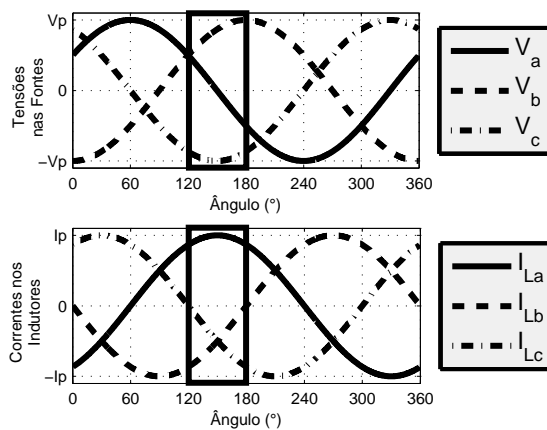 Vp
0
−Vp
Tensões
nas Fontes
0 60 120 180 240 300 360
Ângulo (°)
V_a
V_b
V_c
Ip
0
−Ip
Correntes nos
Indutores
0 60 120 180 240 300 360
Ângulo (°)
I_La
I_Lb
I_Lc